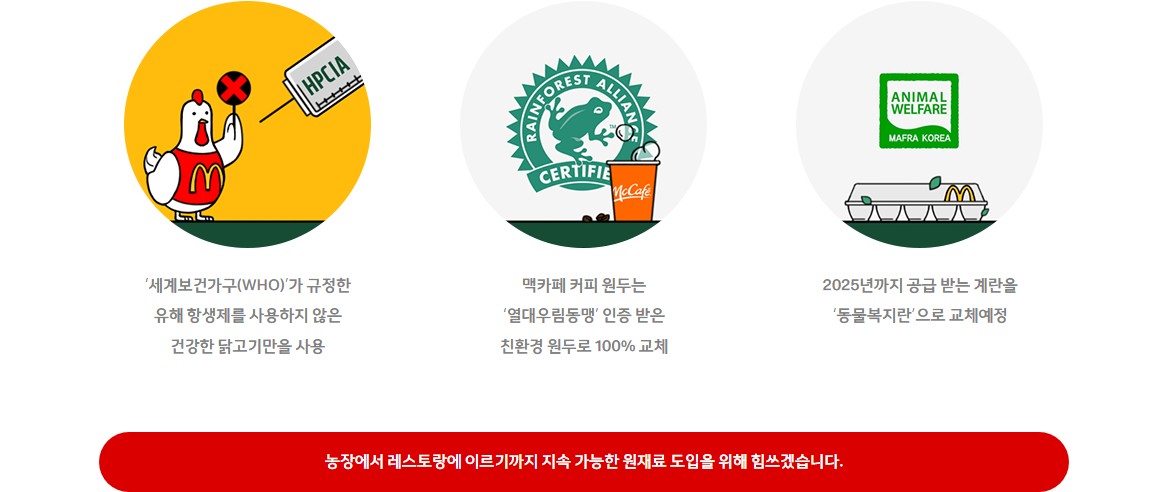 HPCIA
RAINFOREST ALLIANCE
TM
CERTIFIE
McCafé
ANIMAL
WELFARE
MAFRA KOREA
‘세계보건가구(WHO)’가 규정한
유해 항생제를 사용하지 않은
건강한 닭고기만을 사용
맥카페 커피 원두는
‘열대우림동맹’ 인증 받은
친환경 원두로 100% 교체
2025년까지 공급 받는 계란을
‘동물복지란’으로 교체예정
농장에서 레스토랑에 이르기까지 지속 가능한 원재료 도입을 위해 힘쓰겠습니다.